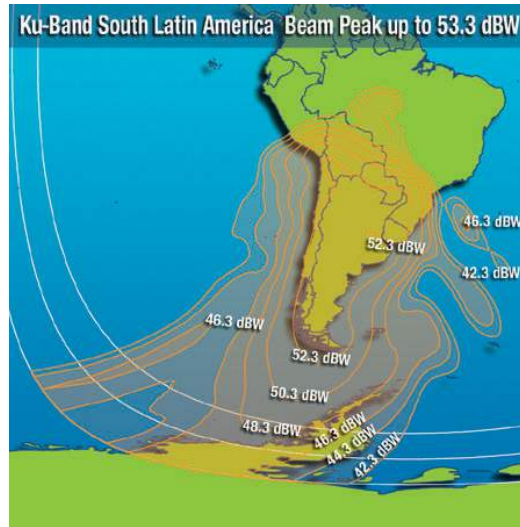 Ku-Band South Latin America Beam Peak up to 53.3 dBW
46.3 dBW
52.3 dBW
42.3 dBW
46.3 dBW
52.3 dBW
50.3 dBW
48.3 dBW
46.3 dBW
44.3 dBW
42.3 dBW